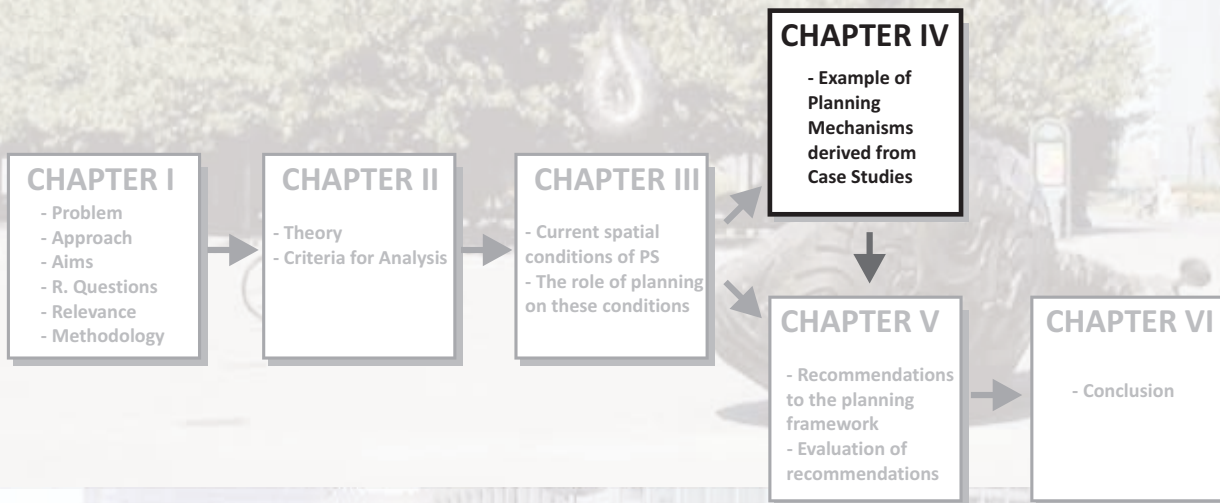 CHAPTER I
- Problem
- Approach
- Aims
- R. Questions
- Relevance
- Methodology
CHAPTER II
- Theory
- Criteria for Analysis
CHAPTER III
- Current spatial
conditions of PS
- The role of planning
on these conditions
CHAPTER IV
- Example of
Planning
Mechanisms
derived from
Case Studies
CHAPTER V
- Recommendations
to the planning
framework
- Evaluation of
recommendations
CHAPTER VI
- Conclusion